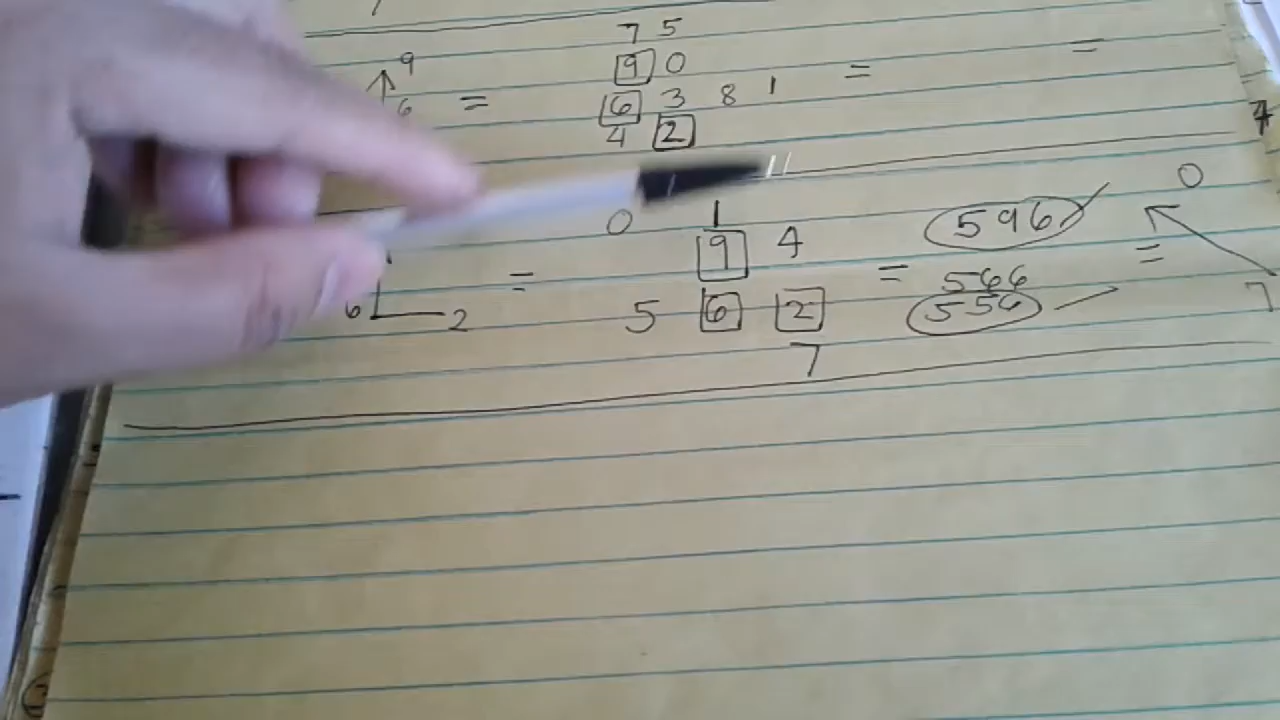 7 5
9
9 0
6 = 6 3 8 1 = =
4 2
0 1 0
9 4 596
6 2 = 5 6 2 = 566 = 7
556
7